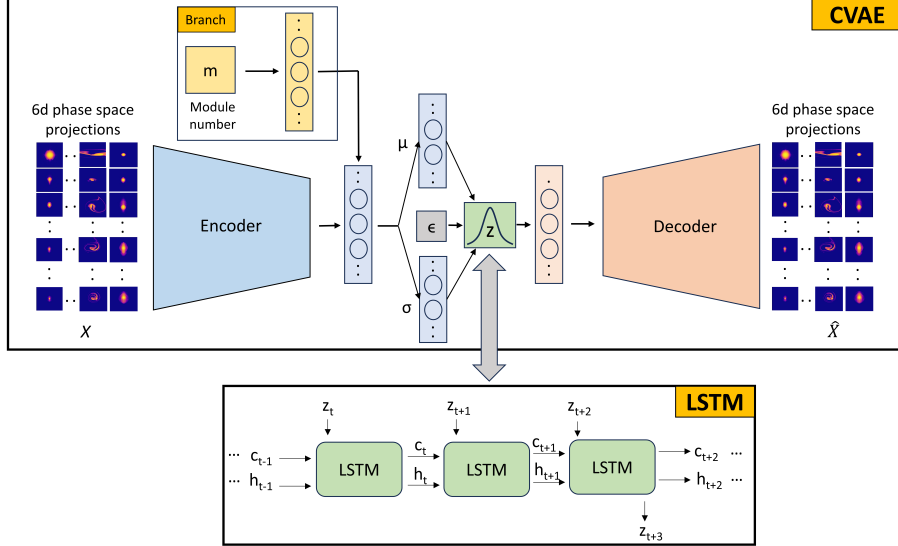 CVAE
Branch
m
Module
number
6d phase space
projections
X
Encoder
μ
ϵ
σ
z
Decoder
6d phase space
projections
X̂
LSTM
z_t
z_{t+1}
z_{t+2}
··· c_{t-1}
··· h_{t-1}
LSTM
c_t
h_t
LSTM
c_{t+1}
h_{t+1}
LSTM
c_{t+2} ···
h_{t+2} ···
z_{t+3}